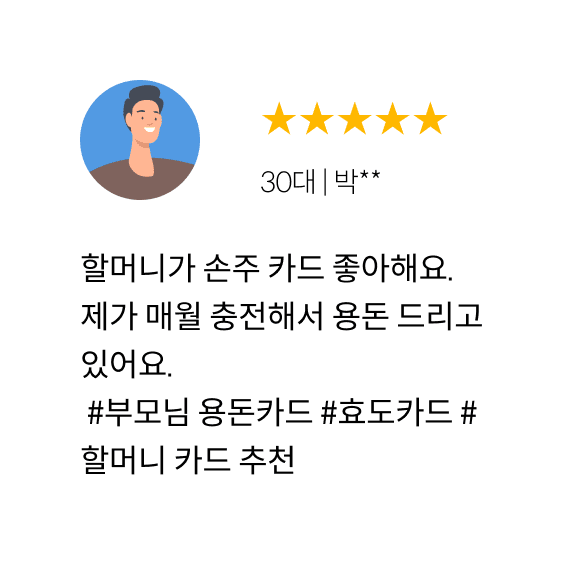 ★★★★★
30대 | 박**
할머니가 손주 카드 좋아해요.
제가 매월 충전해서 용돈 드리고
있어요.
#부모님 용돈카드 #효도카드 #
할머니 카드 추천